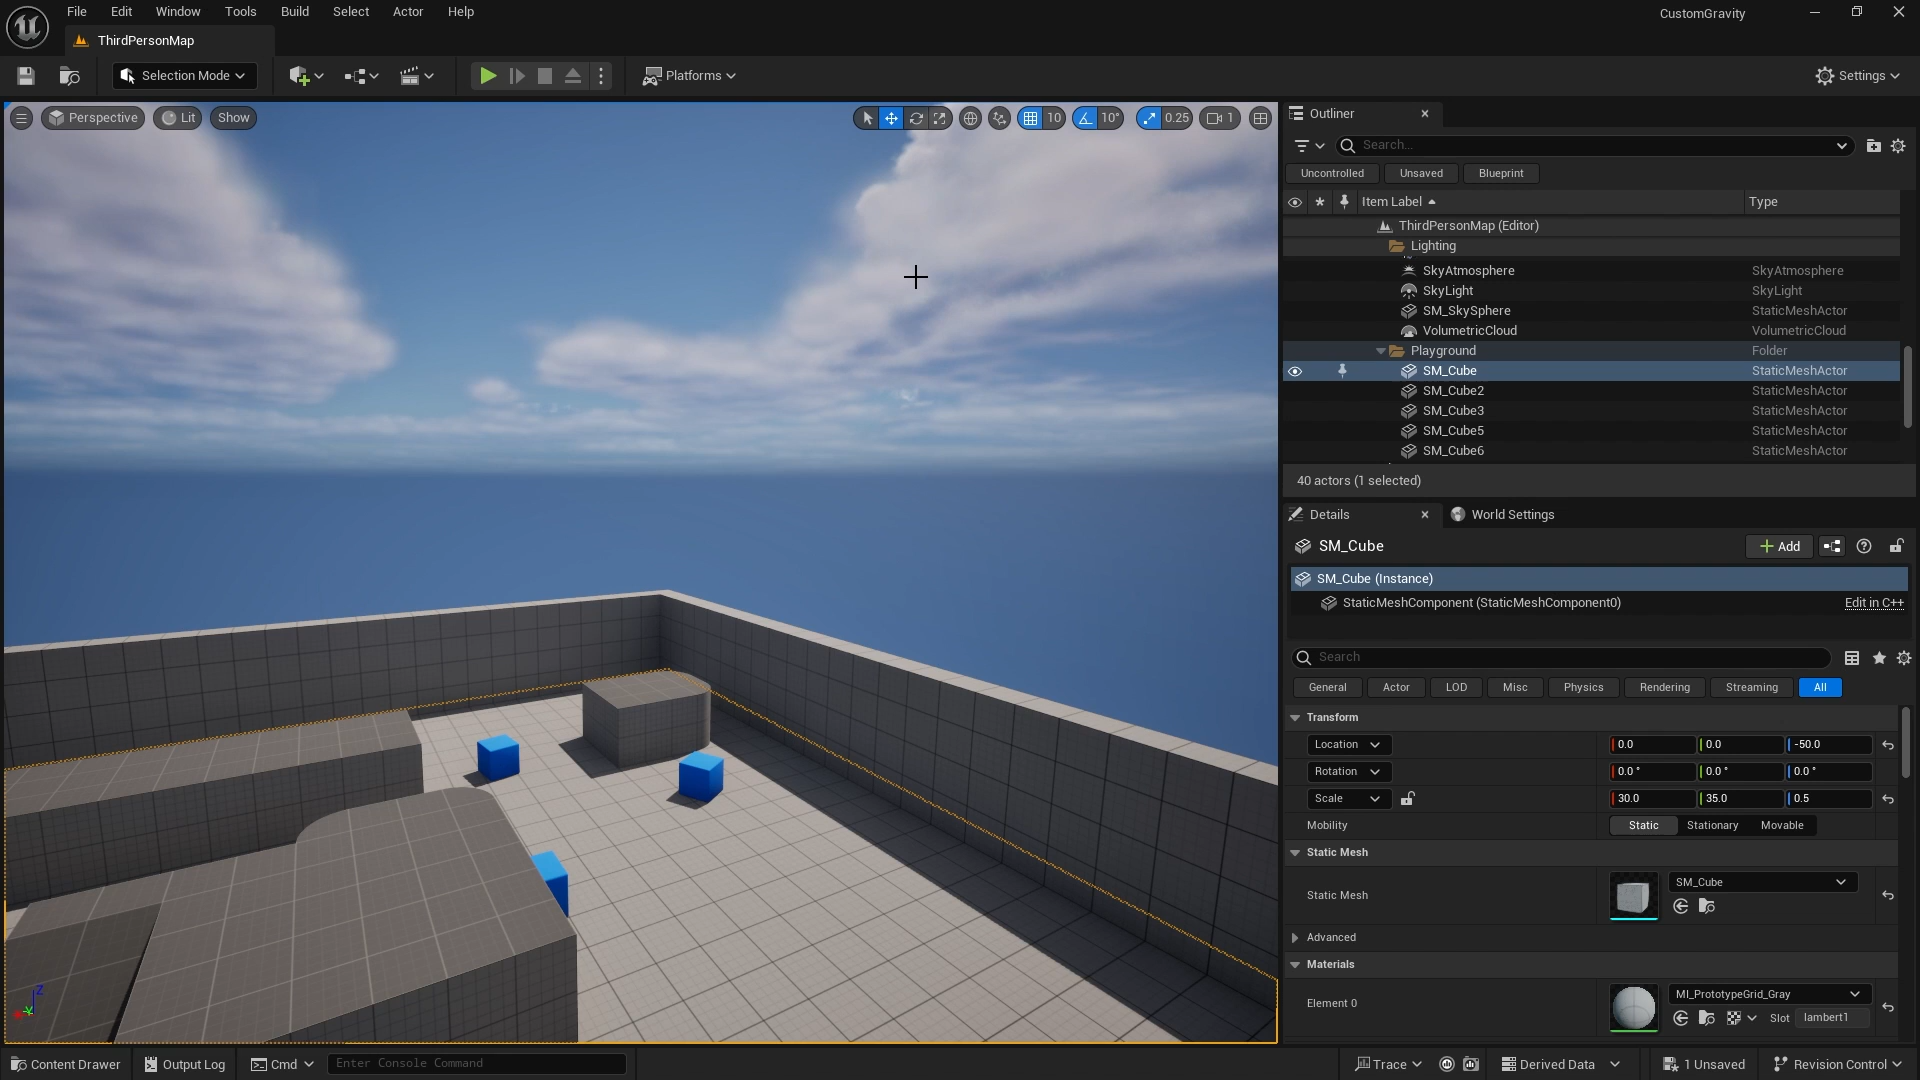 File Edit Window Tools Build Select Actor Help
CustomGravity
ThirdPersonMap
Selection Mode
Platforms
Settings
Perspective Lit Show
10 10° 0.25 1
Outliner
Search...
Uncontrolled Unsaved Blueprint
Item Label Type
ThirdPersonMap (Editor)
Lighting
SkyAtmosphere SkyAtmosphere
SkyLight SkyLight
SM_SkySphere StaticMeshActor
VolumetricCloud VolumetricCloud
Playground Folder
SM_Cube StaticMeshActor
SM_Cube2 StaticMeshActor
SM_Cube3 StaticMeshActor
SM_Cube5 StaticMeshActor
SM_Cube6 StaticMeshActor
40 actors (1 selected)
Details World Settings
SM_Cube
Add
SM_Cube (Instance)
StaticMeshComponent (StaticMeshComponent0) Edit in C++
Search
General Actor LOD Misc Physics Rendering Streaming All
Transform
Location 0.0 0.0 -50.0
Rotation 0.0 ° 0.0 ° 0.0 °
Scale 30.0 35.0 0.5
Mobility Static Stationary Movable
Static Mesh
Static Mesh SM_Cube
Advanced
Materials
Element 0 MI_PrototypeGrid_Gray
Slot lambert1
Z
Content Drawer Output Log Cmd Enter Console Command
Trace Derived Data 1 Unsaved Revision Control